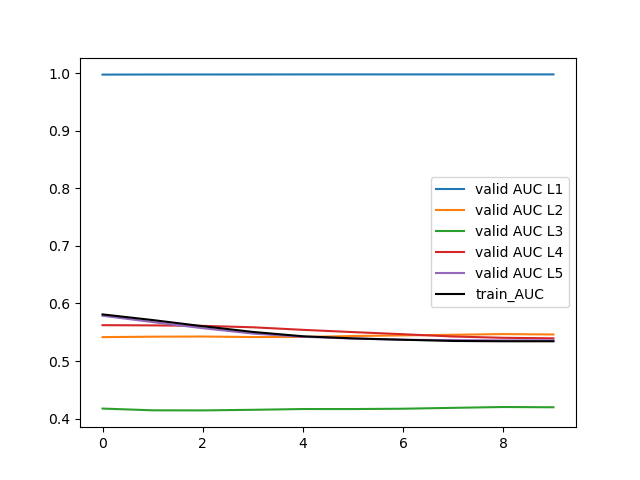 1.0
0.9
0.8
0.7
0.6
0.5
0.4
0 2 4 6 8
valid AUC L1
valid AUC L2
valid AUC L3
valid AUC L4
valid AUC L5
train_AUC